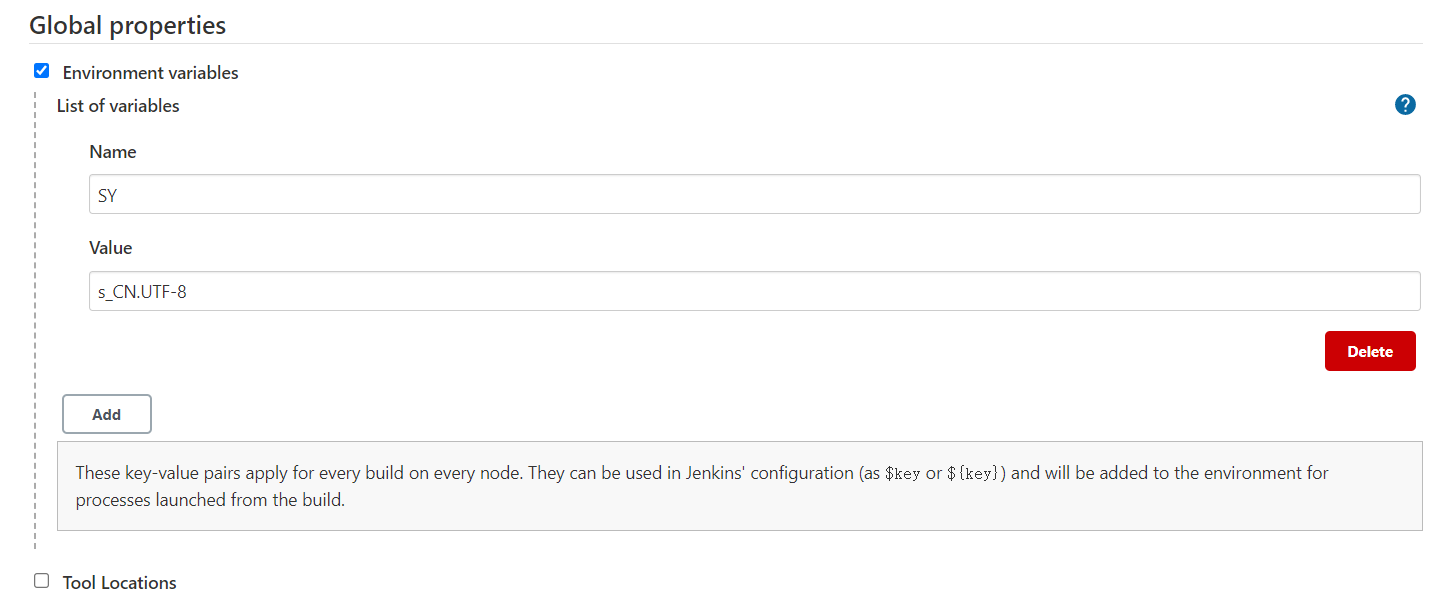 Global properties
Environment variables
List of variables
?
Name
SY
Value
s_CN.UTF-8
Delete
Add
These key-value pairs apply for every build on every node. They can be used in Jenkins' configuration (as $key or ${key}) and will be added to the environment for
processes launched from the build.
Tool Locations